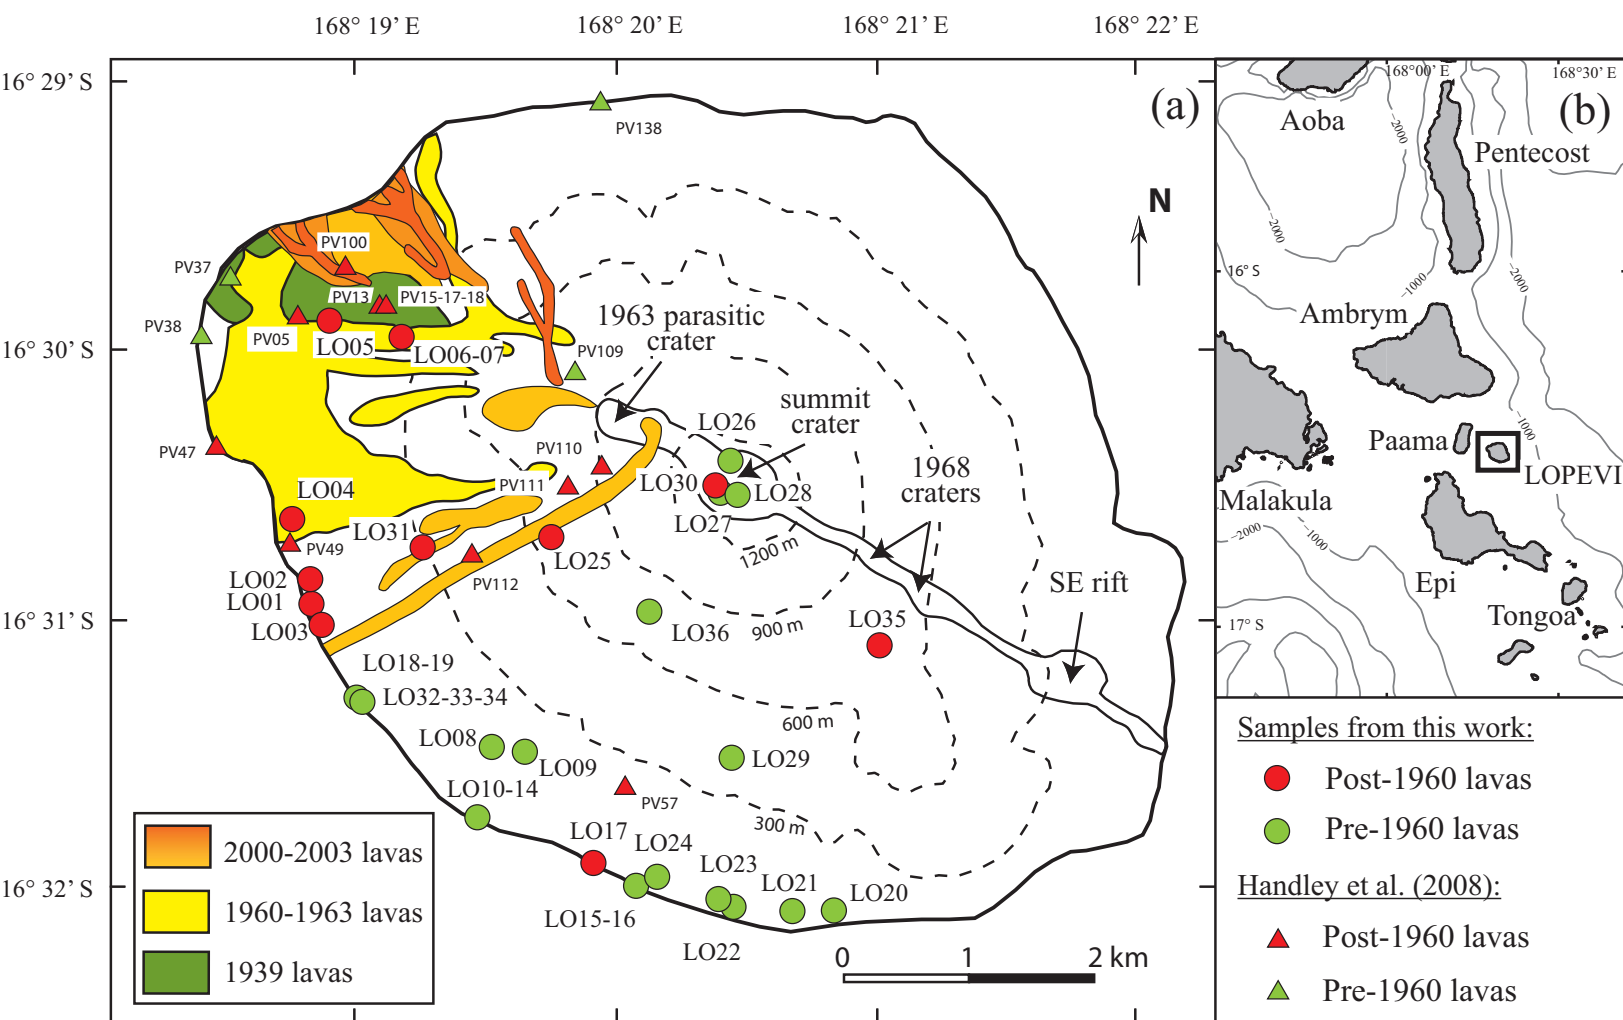 168° 19' E
168° 20' E
168° 21' E
168° 22' E
16° 29' S
16° 30' S
16° 31' S
16° 32' S
(a)
N
PV138
PV100
PV37
PV13
PV15-17-18
PV38
PV05
LO05
LO06-07
1963 parasitic
crater
PV109
summit
crater
LO26
PV47
PV110
1968
craters
LO04
PV111
LO30
LO28
LO27
LO31
PV49
1200 m
LO25
LO02
PV112
SE rift
LO01
LO03
LO36
900 m
LO35
LO18-19
LO32-33-34
600 m
LO08
LO09
LO29
LO10-14
PV57
300 m
LO17
LO24
LO23
LO21
LO20
LO15-16
LO22
0
1
2 km
2000-2003 lavas
1960-1963 lavas
1939 lavas
168°00' E
168°30' E
(b)
Aoba
−2000
Pentecost
−2000
16° S
−1000
−2000
Ambrym
−1000
Paama
LOPEVI
Malakula
−2000
−1000
Epi
Tongoa
17° S
Samples from this work:
Post-1960 lavas
Pre-1960 lavas
Handley et al. (2008):
Post-1960 lavas
Pre-1960 lavas